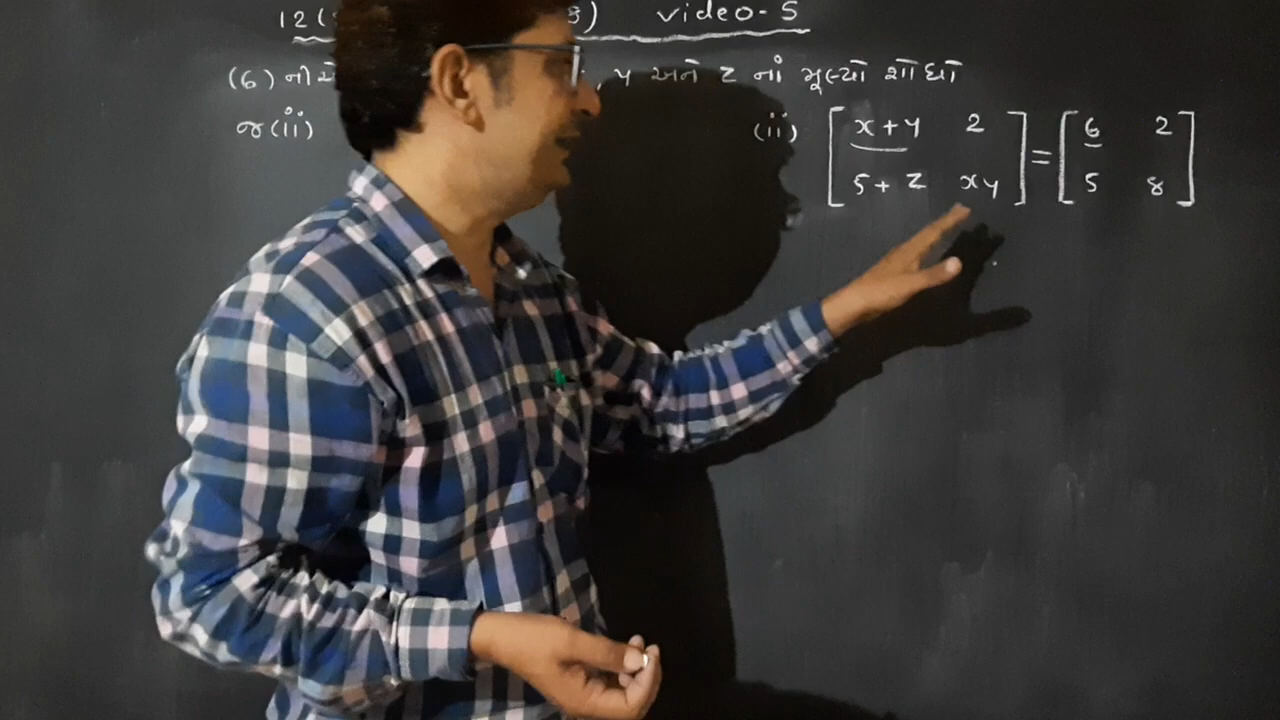 12( 3) video-5
(6) ની , y અને z નાં મૂલ્યો શોધો
જ(ii) (ii) [ x+y 2 ] = [ 6 2 ]
5+z xy 5 8